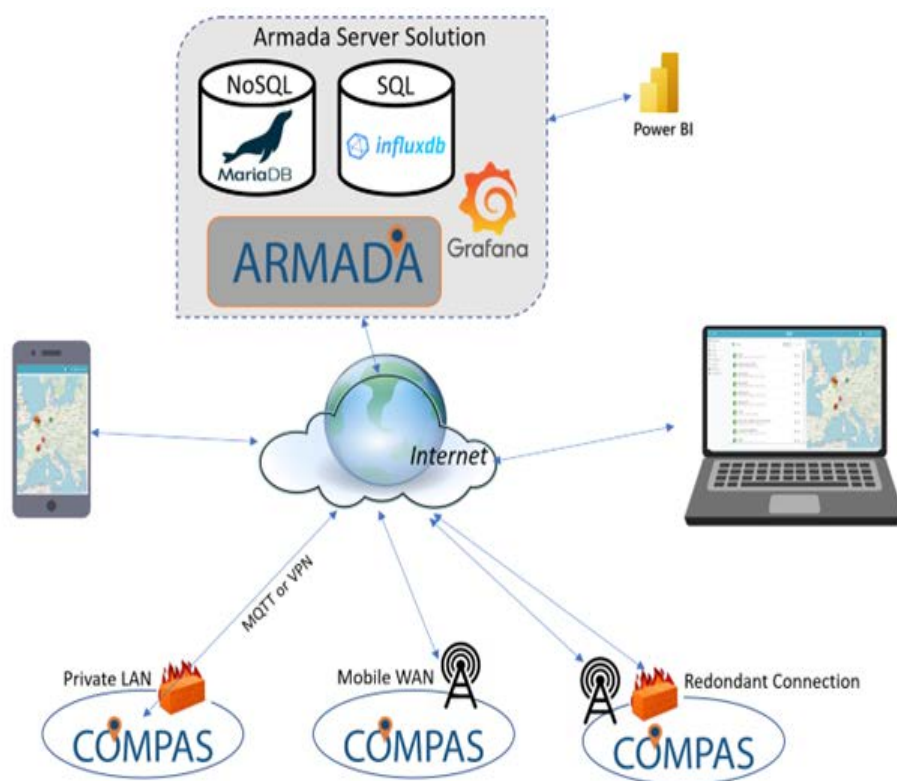 Armada Server Solution
NoSQL
SQL
MariaDB
influxdb
Power BI
Grafana
ARMADA
Internet
MQTT or VPN
Private LAN
Mobile WAN
Redondant Connection
COMPAS
COMPAS
COMPAS